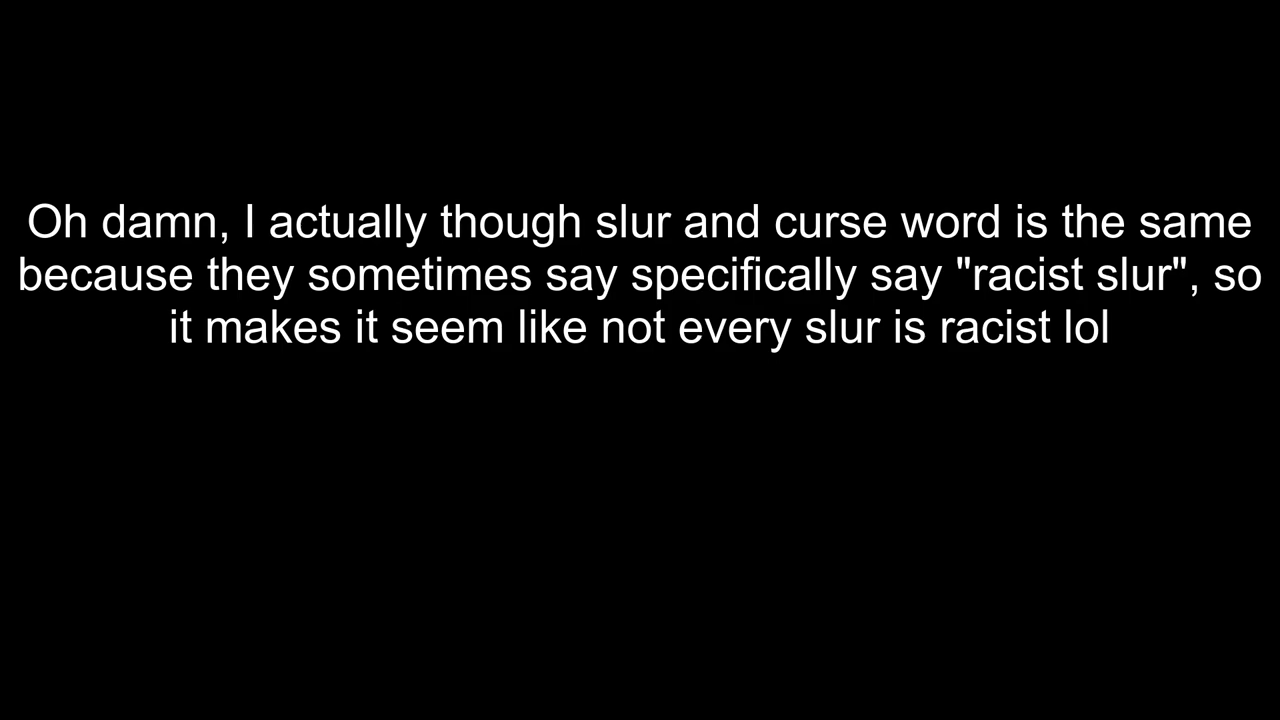 Oh damn, I actually though slur and curse word is the same
because they sometimes say specifically say "racist slur", so
it makes it seem like not every slur is racist lol